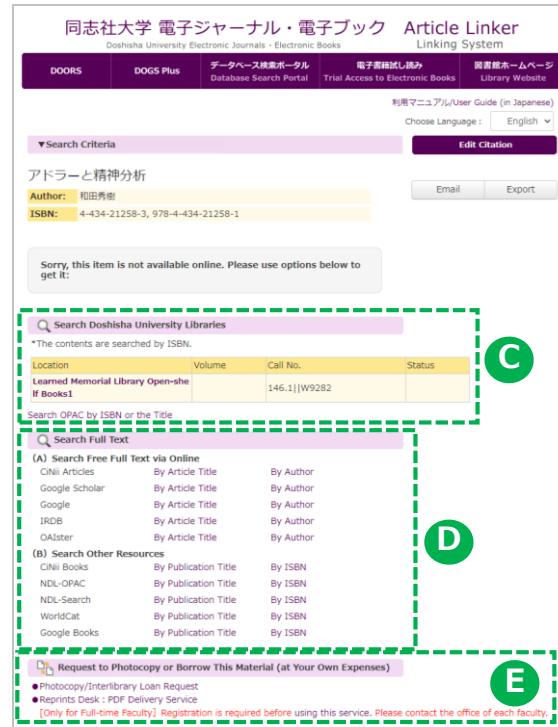 同志社大学 電子ジャーナル・電子ブック Article Linker
Doshisha University Electronic Journals - Electronic Books Linking System
DOORS DOGS Plus データベース検索ポータル 電子書籍試し読み 図書館ホームページ
Database Search Portal Trial Access to Electronic Books Library Website
利用マニュアル/User Guide (in Japanese)
Choose Language : English
▼Search Criteria Edit Citation
アドラーと精神分析
Author: 和田秀樹 Email Export
ISBN: 4-434-21258-3, 978-4-434-21258-1
Sorry, this item is not available online. Please use options below to
get it:
Search Doshisha University Libraries
*The contents are searched by ISBN.
C
Location Volume Call No. Status
Learned Memorial Library Open-she
lf Books1 146.1||W9282
Search OPAC by ISBN or the Title
Search Full Text
(A) Search Free Full Text via Online
CiNii Articles By Article Title By Author
Google Scholar By Article Title By Author
Google By Article Title By Author
IRDB By Article Title By Author
OAIster By Article Title By Author
D
(B) Search Other Resources
CiNii Books By Publication Title By ISBN
NDL-OPAC By Publication Title By ISBN
NDL-Search By Publication Title By ISBN
WorldCat By Publication Title By ISBN
Google Books By Publication Title By ISBN
Request to Photocopy or Borrow This Material (at Your Own Expenses)
E
●Photocopy/Interlibrary Loan Request
●Reprints Desk : PDF Delivery Service
[Only for Full-time Faculty] Registration is required before using this service. Please contact the office of each faculty.